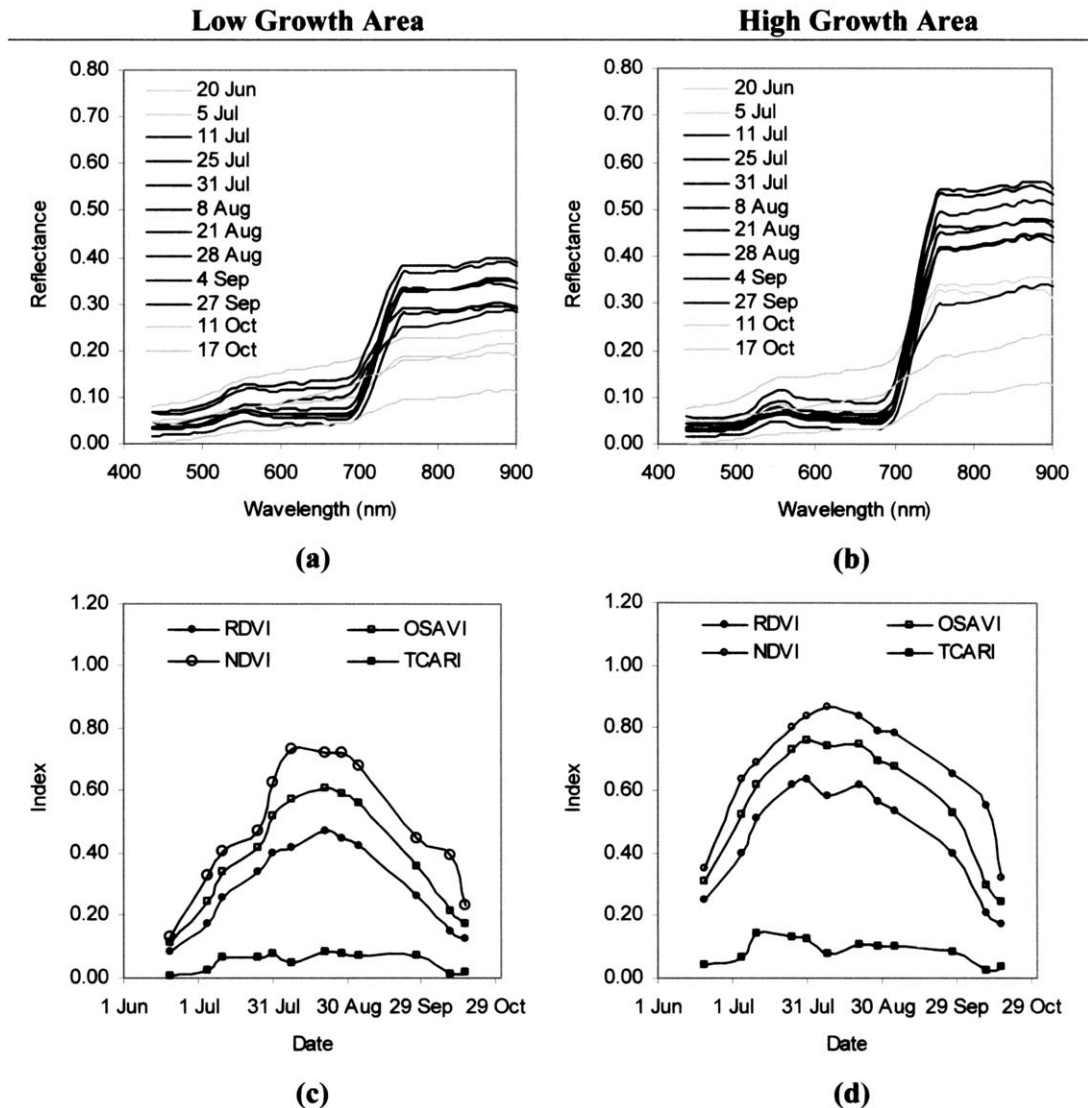 Low Growth Area
High Growth Area
0.80
0.70
0.60
0.50
0.40
0.30
0.20
0.10
0.00
Reflectance
20 Jun
5 Jul
11 Jul
25 Jul
31 Jul
8 Aug
21 Aug
28 Aug
4 Sep
27 Sep
11 Oct
17 Oct
400 500 600 700 800 900
Wavelength (nm)
(a)
0.80
0.70
0.60
0.50
0.40
0.30
0.20
0.10
0.00
Reflectance
20 Jun
5 Jul
11 Jul
25 Jul
31 Jul
8 Aug
21 Aug
28 Aug
4 Sep
27 Sep
11 Oct
17 Oct
400 500 600 700 800 900
Wavelength (nm)
(b)
1.20
1.00
0.80
0.60
0.40
0.20
0.00
Index
RDVI OSAVI
NDVI TCARI
1 Jun 1 Jul 31 Jul 30 Aug 29 Sep 29 Oct
Date
(c)
1.20
1.00
0.80
0.60
0.40
0.20
0.00
Index
RDVI OSAVI
NDVI TCARI
1 Jun 1 Jul 31 Jul 30 Aug 29 Sep 29 Oct
Date
(d)